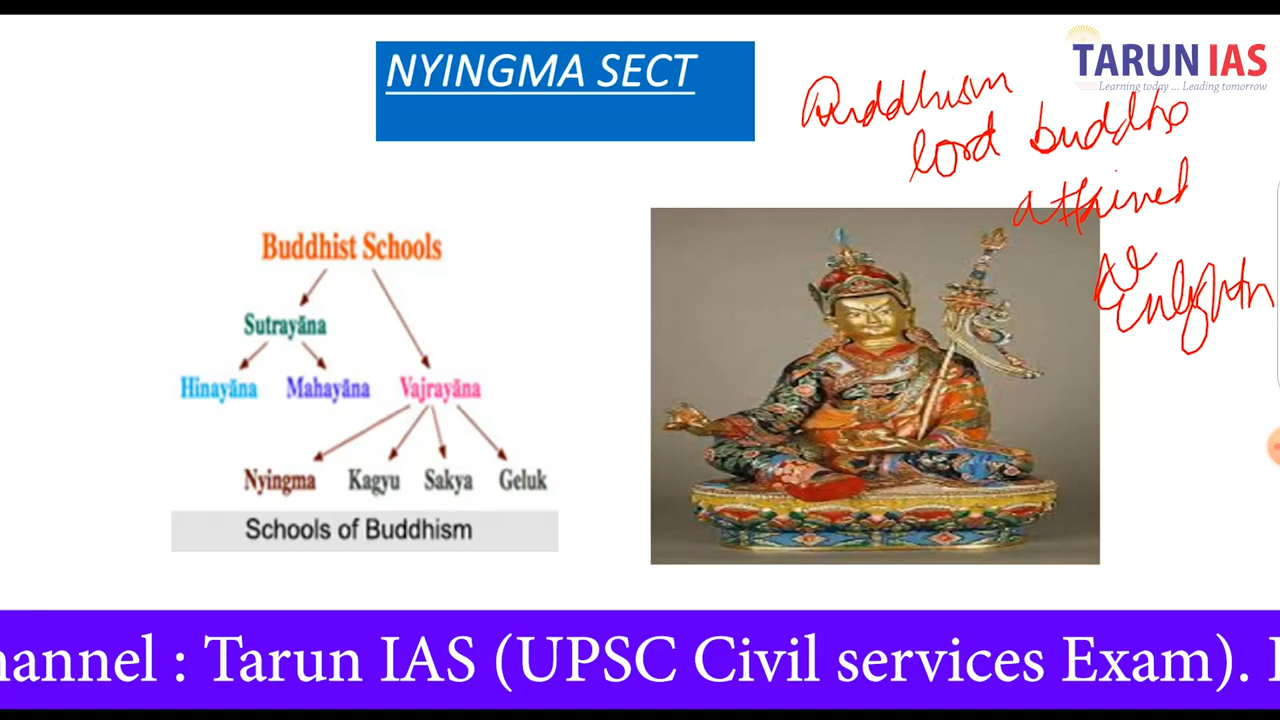 NYINGMA SECT
TARUN IAS
Learning today ... Leading tomorrow
Buddhism
lord buddha
attained
Buddhist Schools
Sutrayāna
Hinayāna Mahayāna Vajrayāna
Nyingma Kagyu Sakya Geluk
Schools of Buddhism
hannel : Tarun IAS (UPSC Civil services Exam).